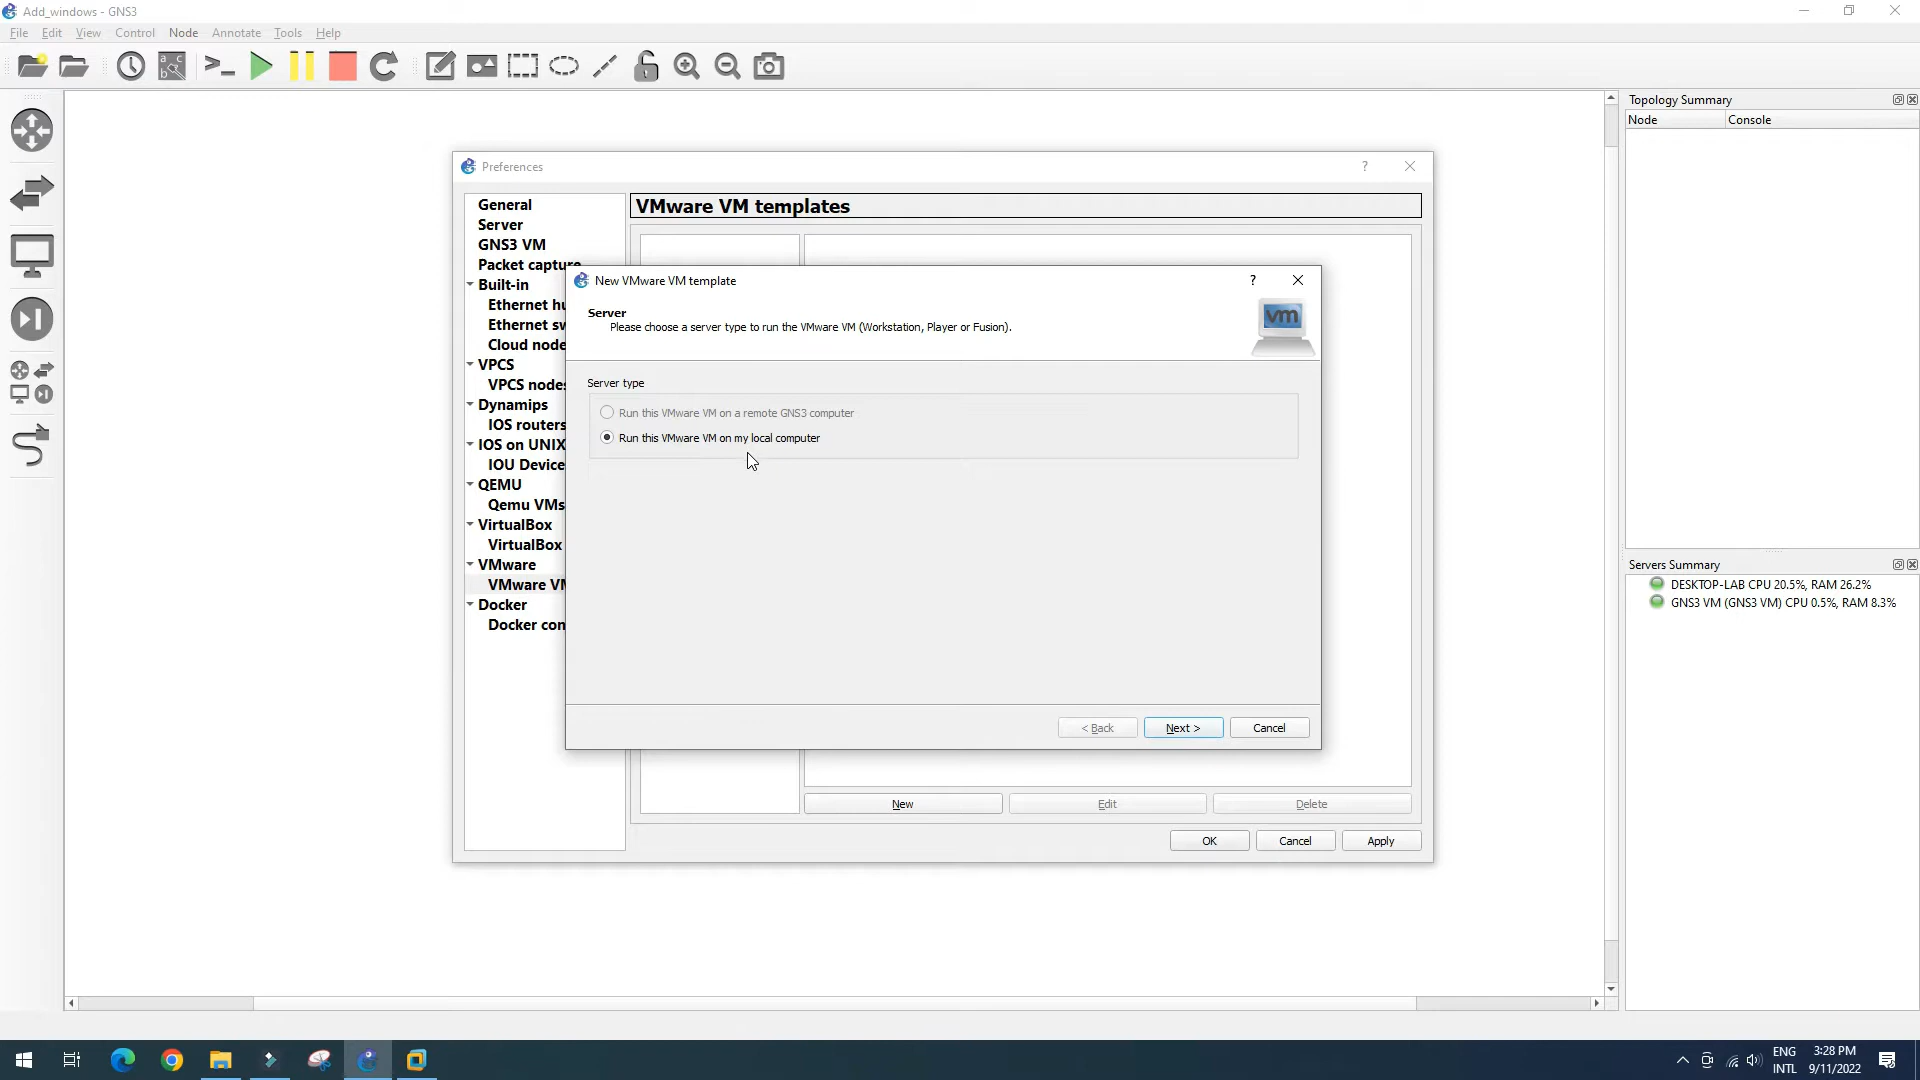 Add_windows - GNS3
File Edit View Control Node Annotate Tools Help
Topology Summary
Node Console
Preferences
General
Server
GNS3 VM
Packet capture
Built-in
Ethernet hu
Ethernet sw
Cloud node
VPCS
VPCS nodes
Dynamips
IOS routers
IOS on UNIX
IOU Device
QEMU
Qemu VMs
VirtualBox
VirtualBox
VMware
VMware VM
Docker
Docker con
VMware VM templates
New VMware VM template
Server
Please choose a server type to run the VMware VM (Workstation, Player or Fusion).
vm
Server type
Run this VMware VM on a remote GNS3 computer
Run this VMware VM on my local computer
< Back Next > Cancel
New Edit Delete
OK Cancel Apply
Servers Summary
DESKTOP-LAB CPU 20.5%, RAM 26.2%
GNS3 VM (GNS3 VM) CPU 0.5%, RAM 8.3%
ENG
INTL
3:28 PM
9/11/2022